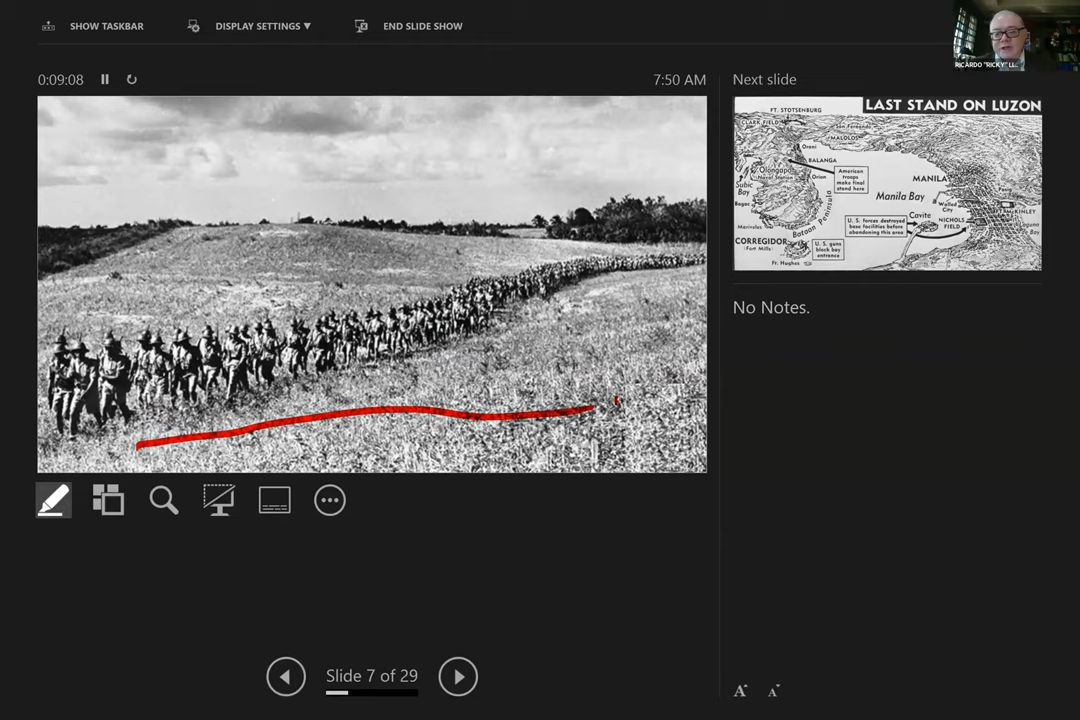 SHOW TASKBAR
DISPLAY SETTINGS ▼
END SLIDE SHOW
RICARDO "RICKY" LI...
0:09:08
7:50 AM
Next slide
LAST STAND ON LUZON
FT. STOTSENBURG
CLARK FIELD
San Fernando
MALOLOS
Orani
BALANGA
Olongapo
Naval Station
Orion
American
troops
make final
stand here
Subic
Bay
Bagac
MANILA
Manila Bay
Walled
City
Bataan Peninsula
Mariveles
Cavite
NICHOLS
FIELD
McKINLEY
Laguna
Bay
U. S. forces destroyed
base facilities before
abandoning this area
CORREGIDOR
(Fort Mills)
U. S. guns
block bay
entrance
Ft. Hughes
No Notes.
Slide 7 of 29
A A